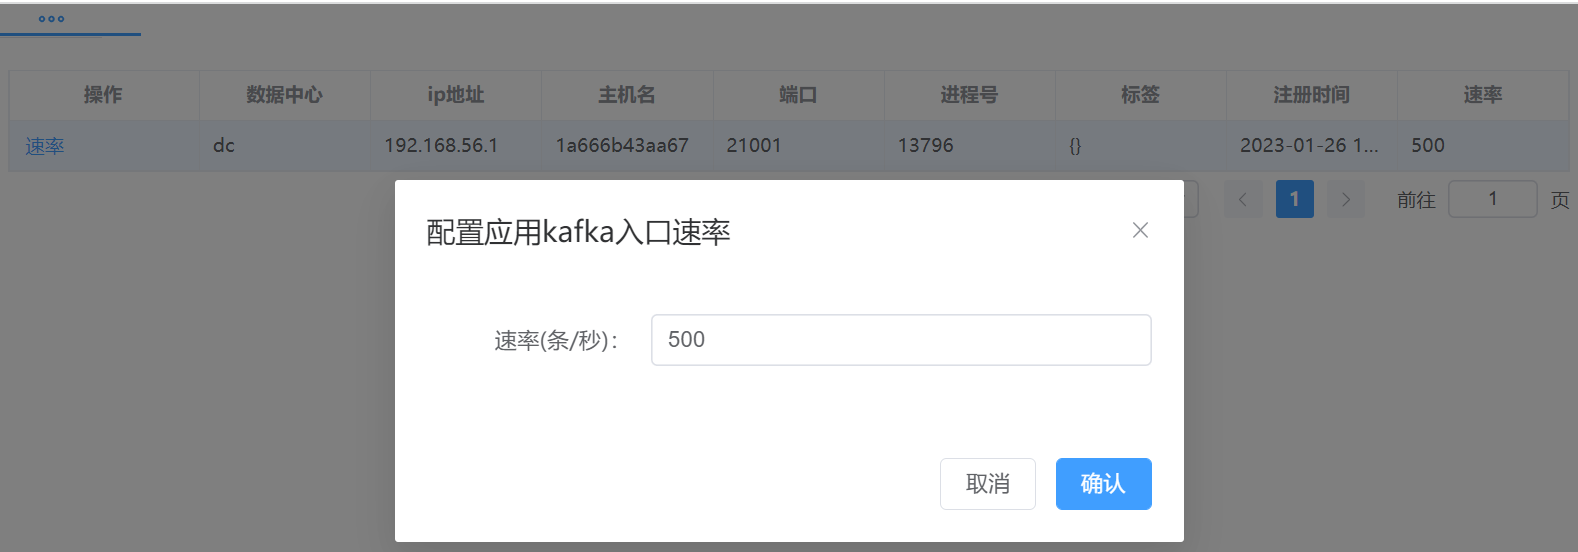 操作 数据中心 ip地址 主机名 端口 进程号 标签 注册时间 速率
速率 dc 192.168.56.1 1a666b43aa67 21001 13796 {} 2023-01-26 1... 500
1 前往 1 页
配置应用kafka入口速率
速率(条/秒)： 500
取消 确认